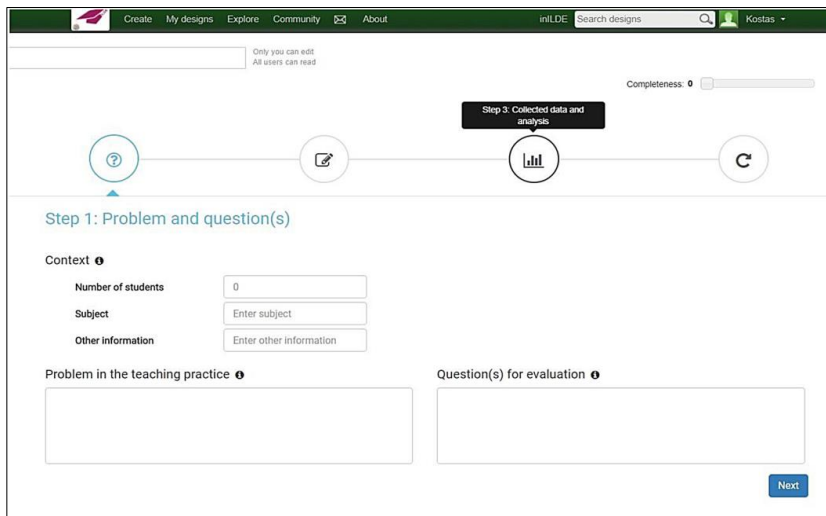 Create My designs Explore Community About inILDE Search designs Kostas
Only you can edit
All users can read
Completeness: 0
Step 3: Collected data and
analysis
Step 1: Problem and question(s)
Context
Number of students 0
Subject Enter subject
Other information Enter other information
Problem in the teaching practice Question(s) for evaluation
Next